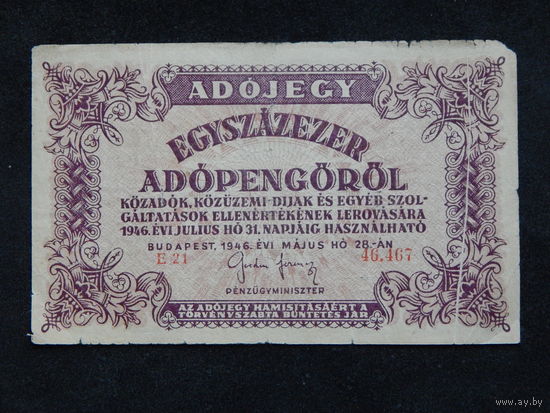 ADÓJEGY
EGYSZÁZEZER
ADÓPENGŐRŐL
KÖZADÓK, KÖZÜZEMI-DIJAK ÉS EGYÉB SZOL-
GÁLTATÁSOK ELLENÉRTÉKÉNEK LEROVÁSÁRA
1946. ÉVI JULIUS HÓ 31. NAPJÁIG HASZNÁLHATÓ
BUDAPEST, 1946. ÉVI MÁJUS HÓ 28.-ÁN
E 21 46.467
Gordon Ferenc
PÉNZÜGYMINISZTER
AZ ADÓJEGY HAMISITÁSÁÉRT A
TÖRVÉNYSZABTA BÜNTETÉS JÁR
www.ay.by